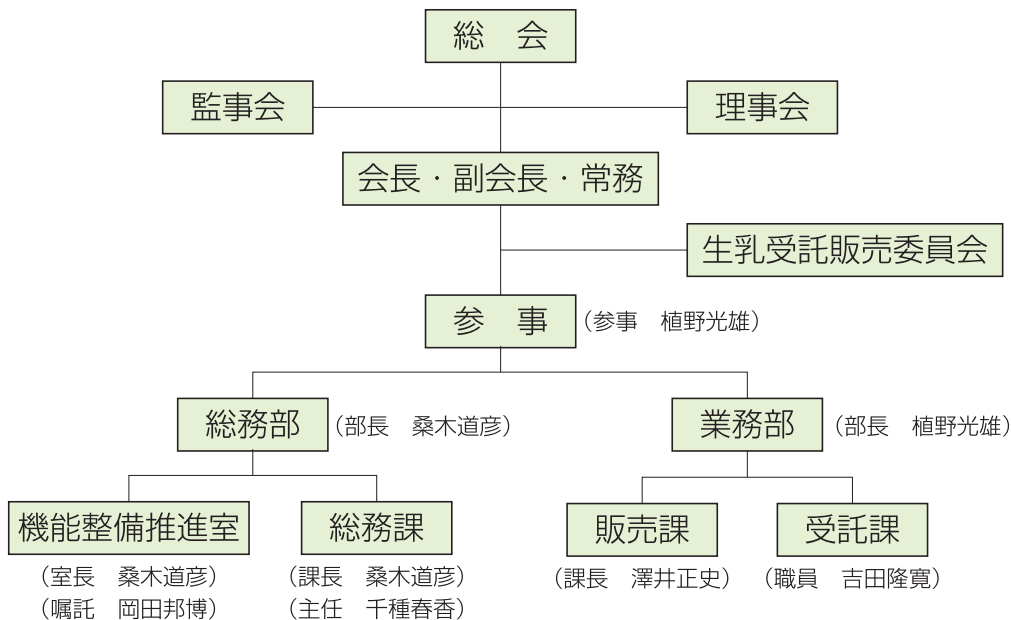 総　会
監事会
理事会
会長・副会長・常務
生乳受託販売委員会
参　事
（参事　植野光雄）
総務部
（部長　桑木道彦）
業務部
（部長　植野光雄）
機能整備推進室
（室長　桑木道彦）
（嘱託　岡田邦博）
総務課
（課長　桑木道彦）
（主任　千種春香）
販売課
（課長　澤井正史）
受託課
（職員　吉田隆寛）